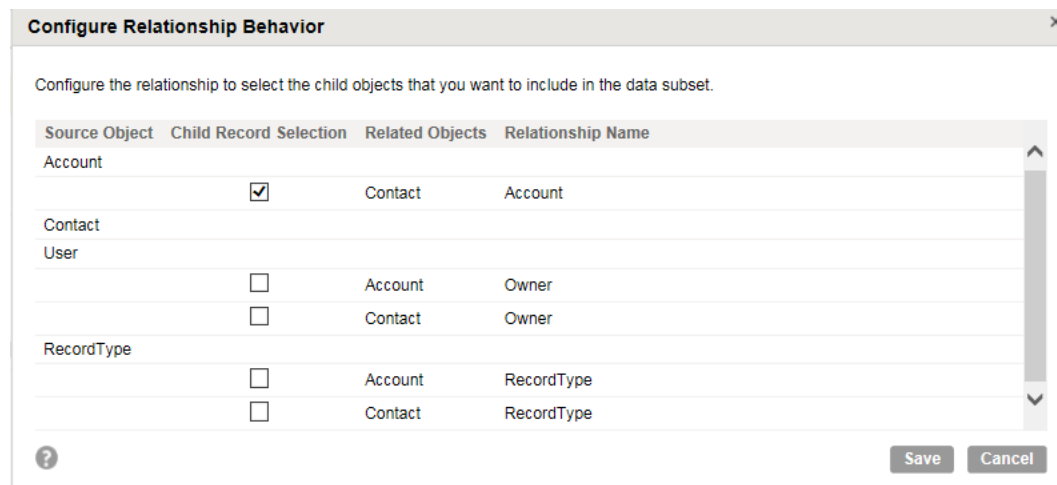 Configure Relationship Behavior
Configure the relationship to select the child objects that you want to include in the data subset.
Source Object Child Record Selection Related Objects Relationship Name
Account
Contact Account
Contact
User
Account Owner
Contact Owner
RecordType
Account RecordType
Contact RecordType
? Save Cancel